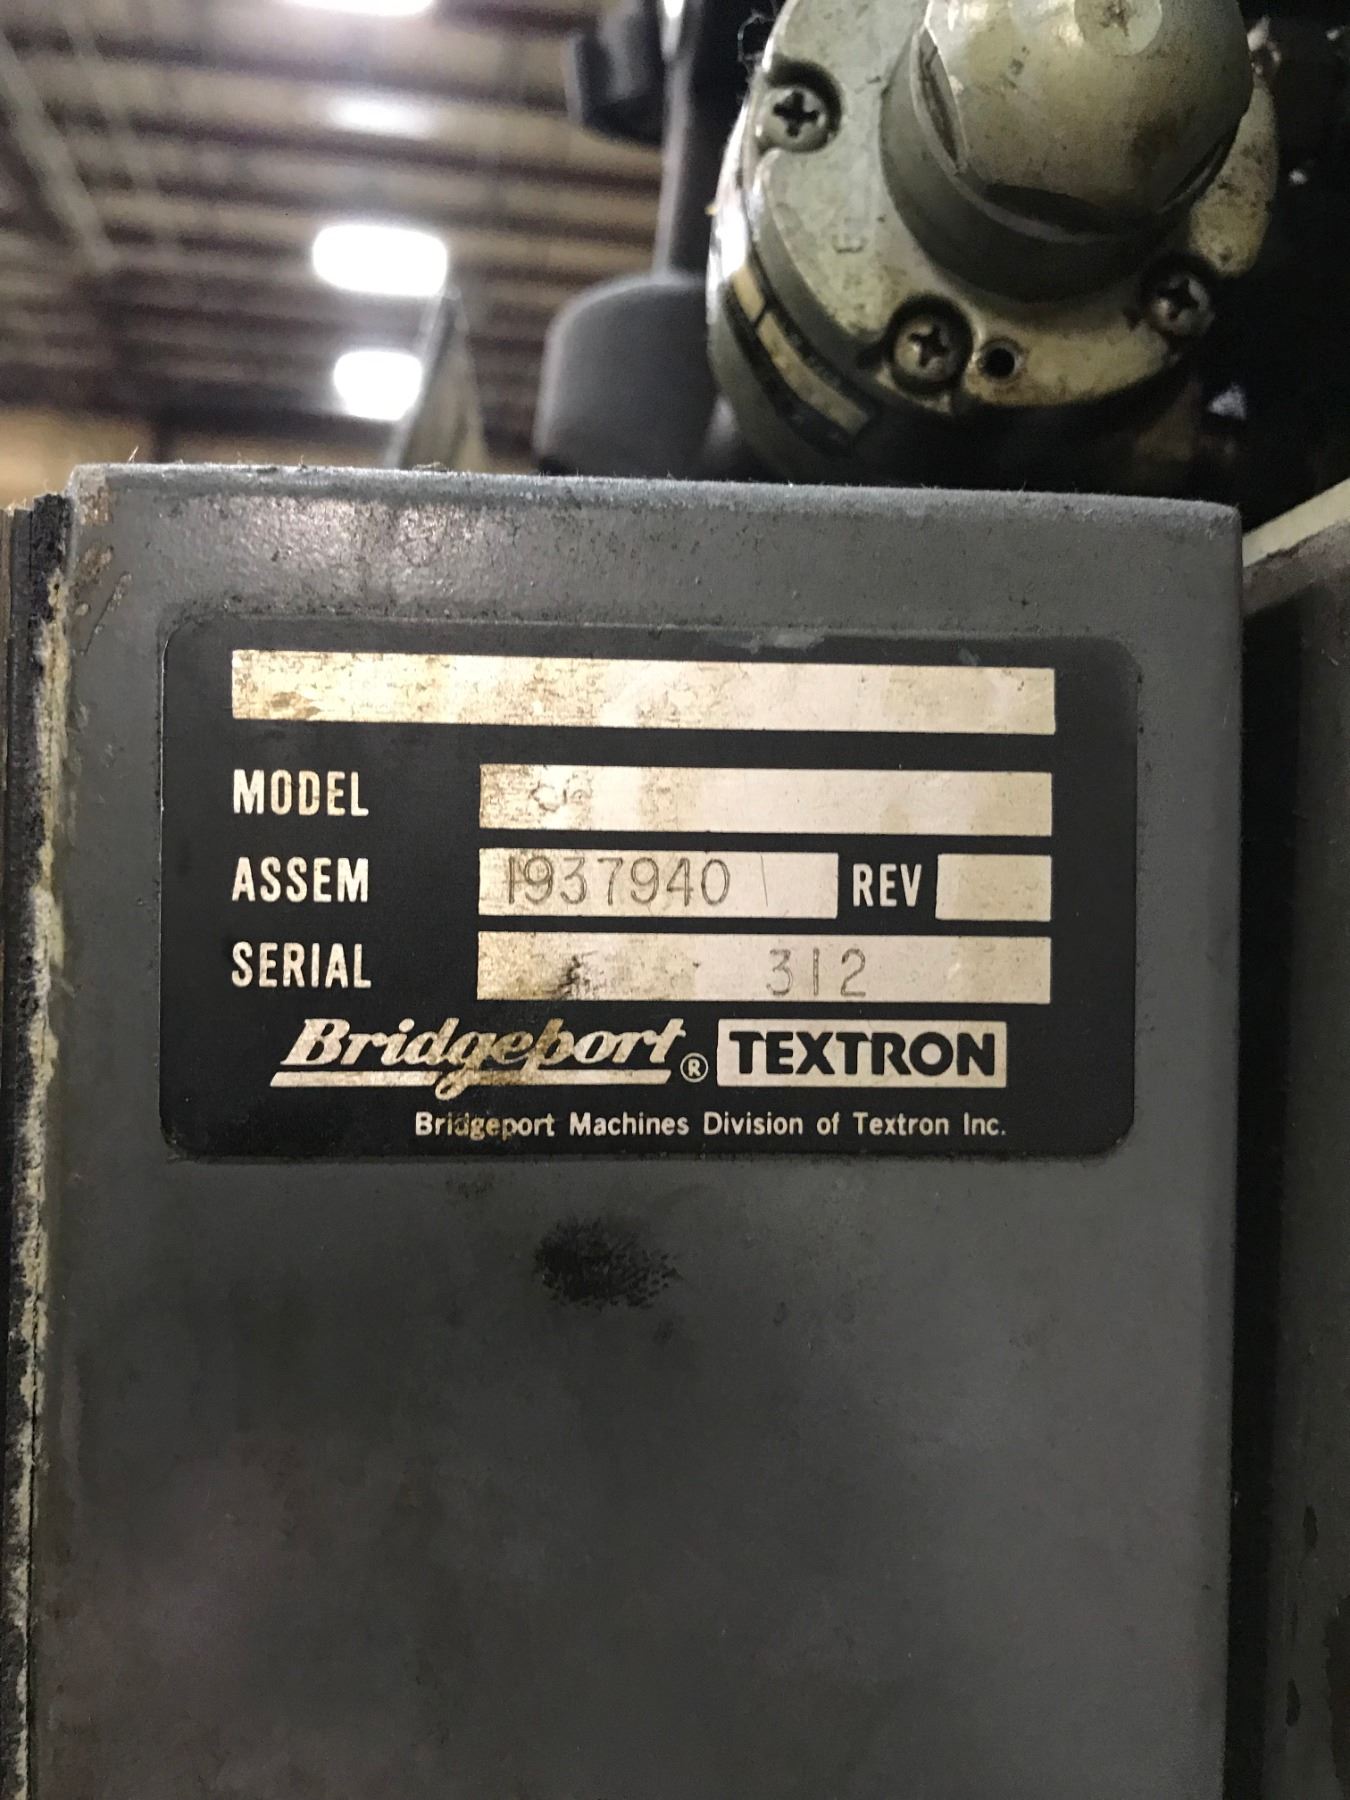 MODEL
ASSEM 1937940 REV
SERIAL 312
Bridgeport® TEXTRON
Bridgeport Machines Division of Textron Inc.